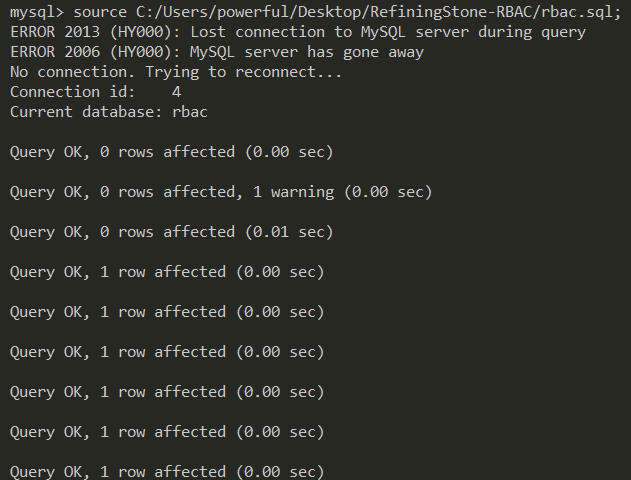 mysql> source C:/Users/powerful/Desktop/RefiningStone-RBAC/rbac.sql;
ERROR 2013 (HY000): Lost connection to MySQL server during query
ERROR 2006 (HY000): MySQL server has gone away
No connection. Trying to reconnect...
Connection id:    4
Current database: rbac
Query OK, 0 rows affected (0.00 sec)
Query OK, 0 rows affected, 1 warning (0.00 sec)
Query OK, 0 rows affected (0.01 sec)
Query OK, 1 row affected (0.00 sec)
Query OK, 1 row affected (0.00 sec)
Query OK, 1 row affected (0.00 sec)
Query OK, 1 row affected (0.00 sec)
Query OK, 1 row affected (0.00 sec)
Query OK, 1 row affected (0.00 sec)